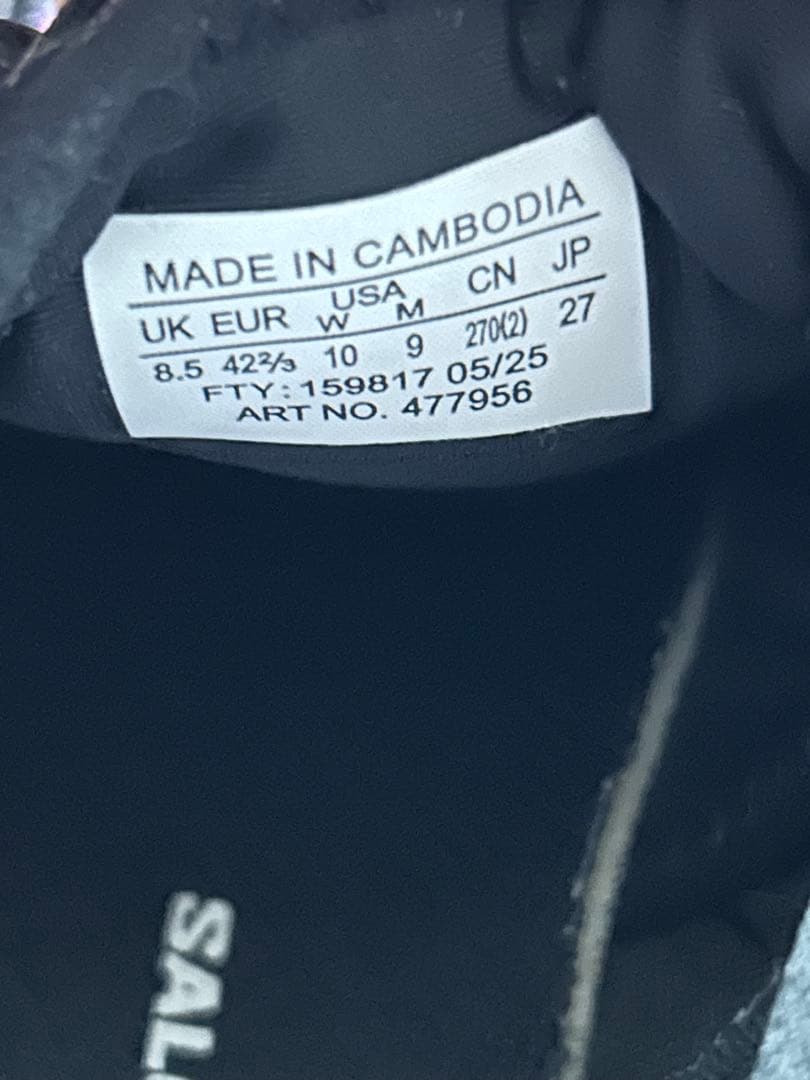 MADE IN CAMBODIA
UK EUR USA W M CN JP
8.5 42⅔ 10 9 270(2) 27
FTY: 159817 05/25
ART NO. 477956
SAL